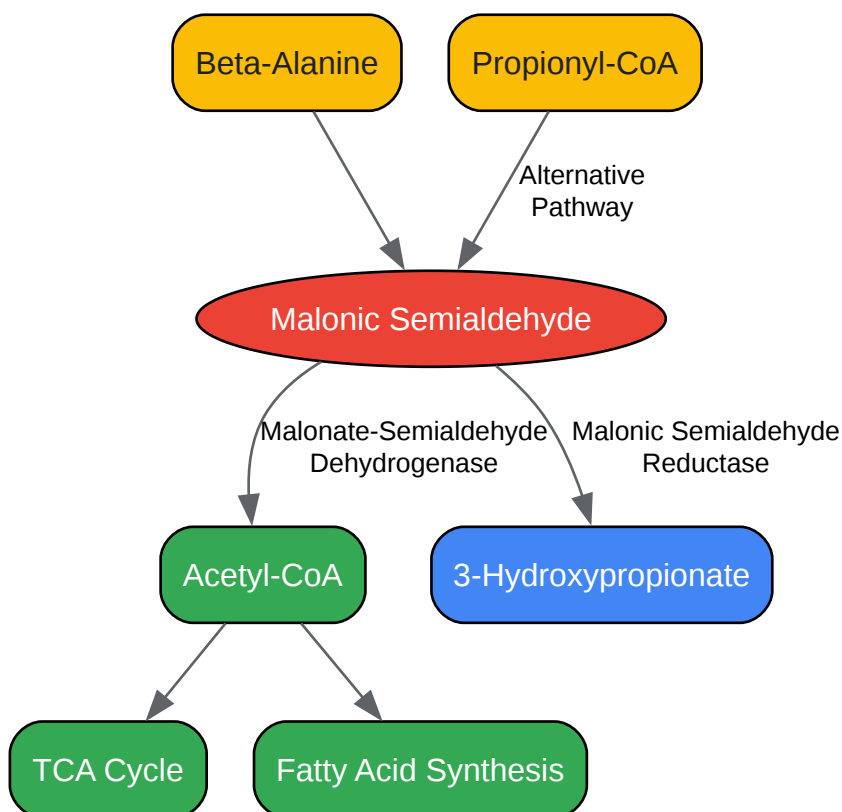 Beta-Alanine
Propionyl-CoA
Alternative
Pathway
Malonic Semialdehyde
Malonate-Semialdehyde
Dehydrogenase
Malonic Semialdehyde
Reductase
Acetyl-CoA
3-Hydroxypropionate
TCA Cycle
Fatty Acid Synthesis